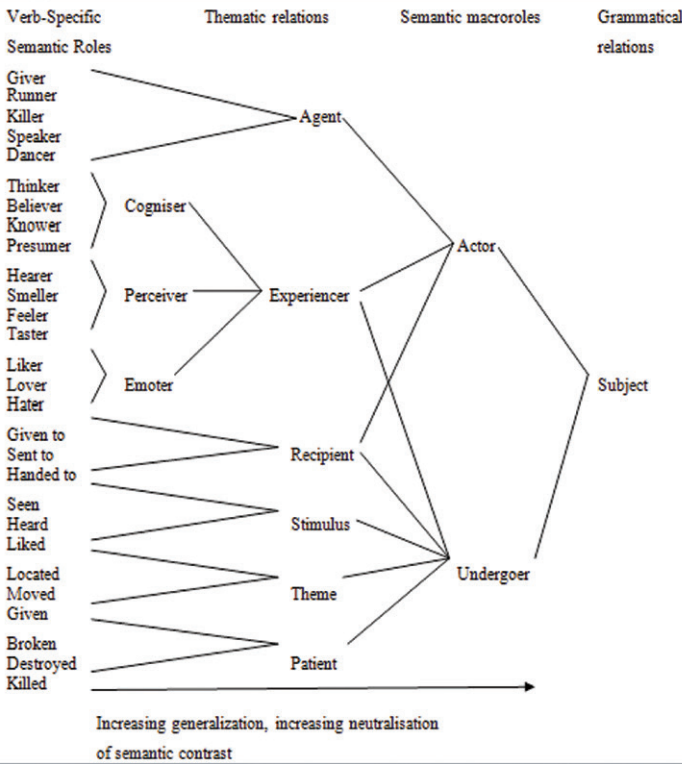 Verb-Specific
Semantic Roles
Thematic relations
Semantic macroroles
Grammatical
relations
Giver
Runner
Killer
Speaker
Dancer
Agent
Thinker
Believer
Knower
Presumer
Cogniser
Actor
Hearer
Smeller
Feeler
Taster
Perceiver
Experiencer
Liker
Lover
Hater
Emoter
Subject
Given to
Sent to
Handed to
Recipient
Seen
Heard
Liked
Stimulus
Located
Moved
Given
Theme
Undergoer
Broken
Destroyed
Killed
Patient
Increasing generalization, increasing neutralisation
of semantic contrast